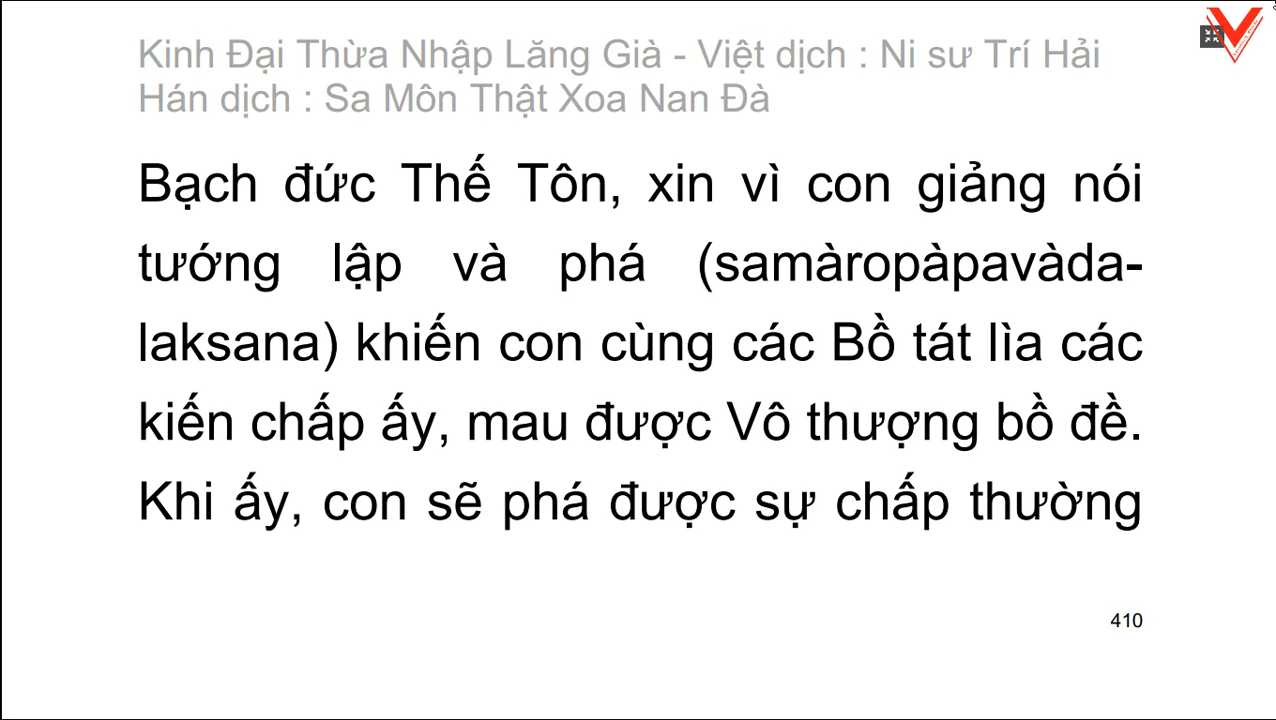 Kinh Đại Thừa Nhập Lăng Già - Việt dịch : Ni sư Trí Hải
Hán dịch : Sa Môn Thật Xoa Nan Đà
Bạch đức Thế Tôn, xin vì con giảng nói
tướng lập và phá (samàropàpavàda-
laksana) khiến con cùng các Bồ tát lìa các
kiến chấp ấy, mau được Vô thượng bồ đề.
Khi ấy, con sẽ phá được sự chấp thường
410